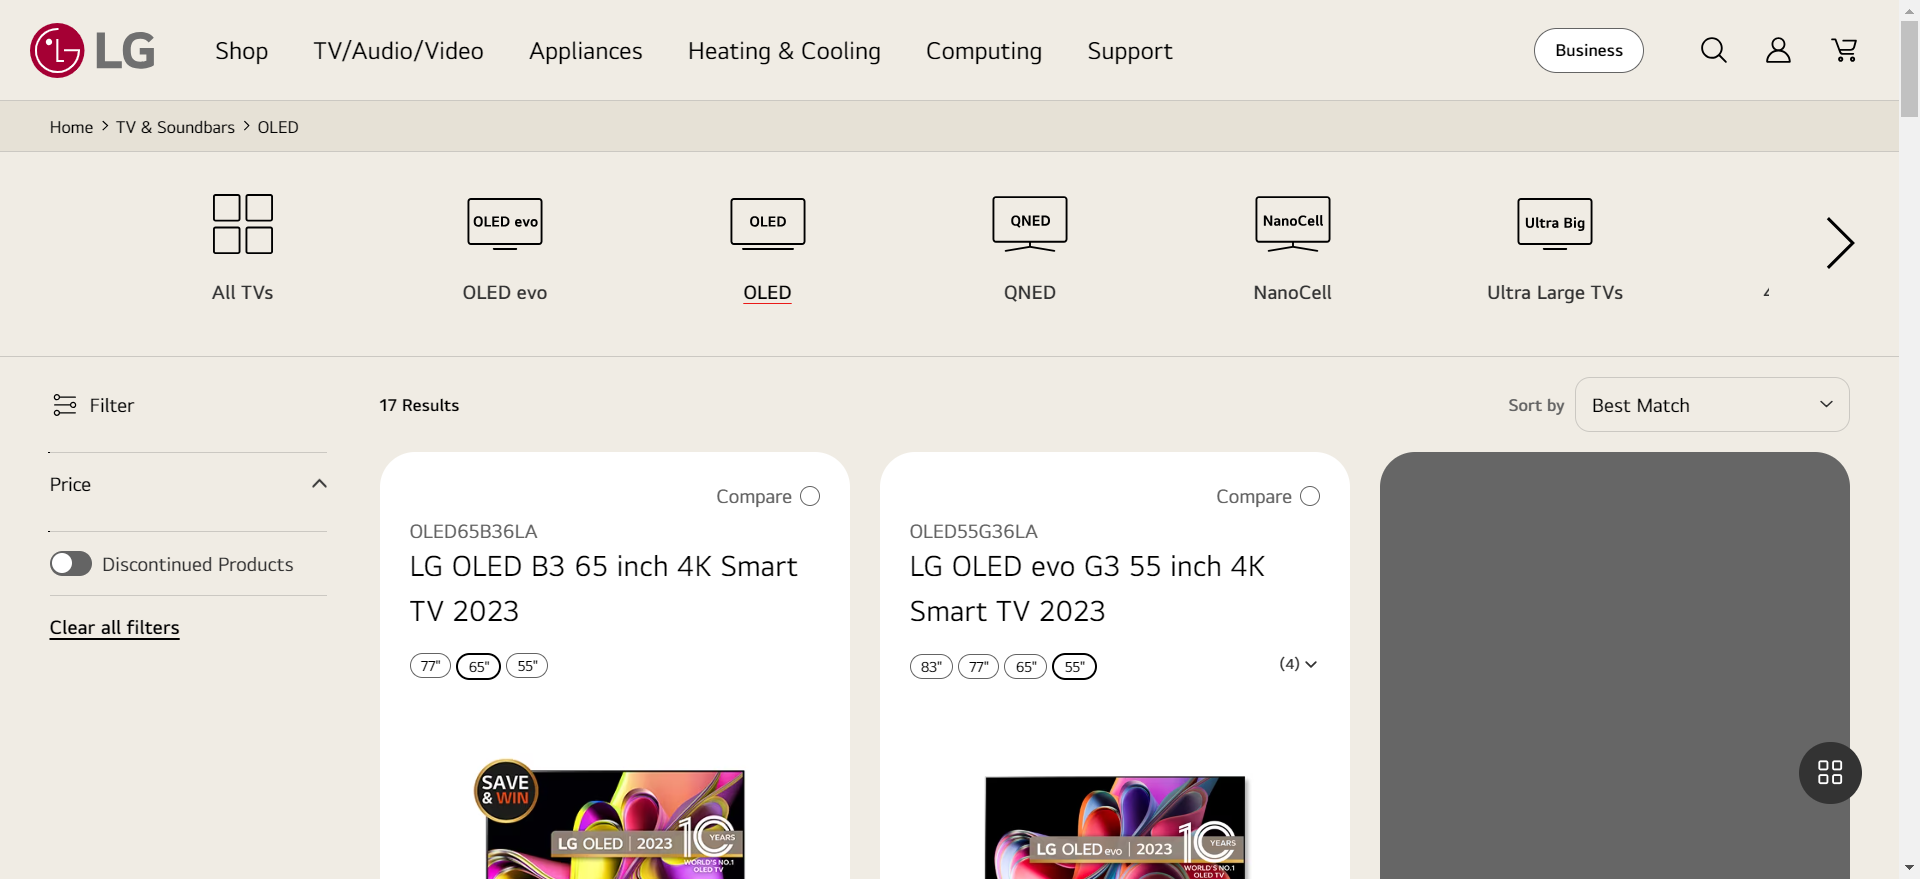 LG
Shop
TV/Audio/Video
Appliances
Heating & Cooling
Computing
Support
Business
Home > TV & Soundbars > OLED
OLED evo
OLED
QNED
NanoCell
Ultra Big
All TVs
OLED evo
OLED
QNED
NanoCell
Ultra Large TVs
Filter
17 Results
Sort by
Best Match
Price
Discontinued Products
Clear all filters
Compare
OLED65B36LA
LG OLED B3 65 inch 4K Smart
TV 2023
77" 65" 55"
SAVE
& WIN
LG OLED | 2023
10 YEARS
WORLD'S NO.1
OLED TV
Compare
OLED55G36LA
LG OLED evo G3 55 inch 4K
Smart TV 2023
83" 77" 65" 55"
(4)
LG OLED evo | 2023
10 YEARS
WORLD'S NO.1
OLED TV